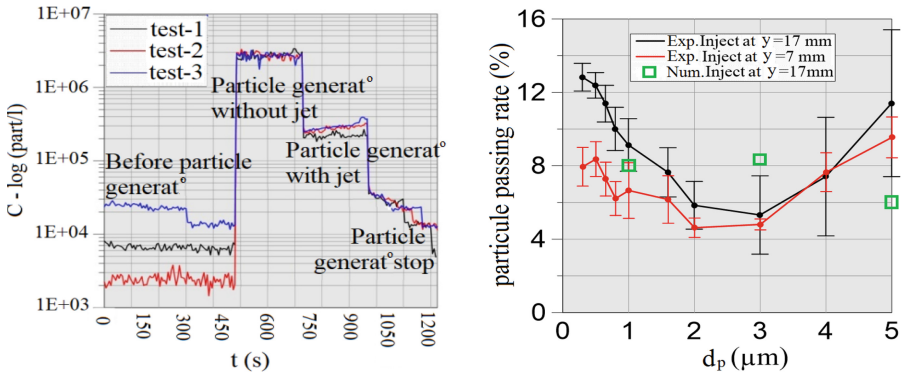 C - log (part/l)
1E+07
1E+06
1E+05
1E+04
1E+03
test-1
test-2
test-3
Particle generat°
without jet
Before particle
generat°
Particle generat°
with jet
Particle
generat°stop
0
150
300
450
600
750
900
1050
1200
t (s)
particule passing rate (%)
16
12
8
4
0
Exp.Inject at y=17 mm
Exp.Inject at y=7 mm
Num.Inject at y=17mm
0
1
2
3
4
5
dp (μm)